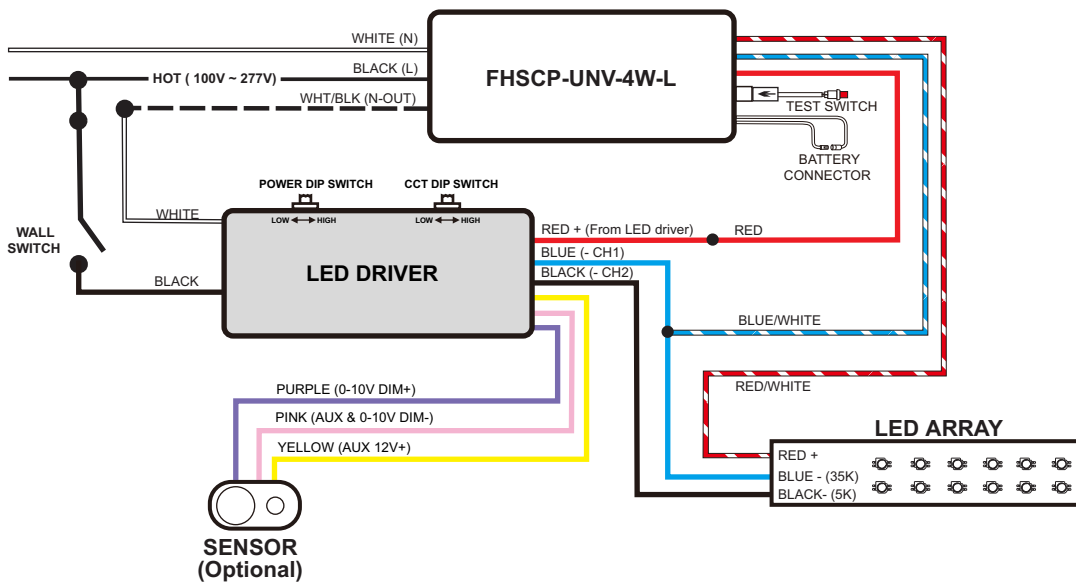 WHITE (N)
BLACK (L)
HOT ( 100V ~ 277V)
WHT/BLK (N-OUT)
FHSCP-UNV-4W-L
TEST SWITCH
BATTERY
CONNECTOR
POWER DIP SWITCH
CCT DIP SWITCH
LOW HIGH
LOW HIGH
WHITE
WALL
SWITCH
BLACK
LED DRIVER
RED + (From LED driver)
RED
BLUE (- CH1)
BLACK (- CH2)
BLUE/WHITE
RED/WHITE
PURPLE (0-10V DIM+)
PINK (AUX & 0-10V DIM-)
YELLOW (AUX 12V+)
LED ARRAY
RED +
BLUE - (35K)
BLACK- (5K)
SENSOR
(Optional)